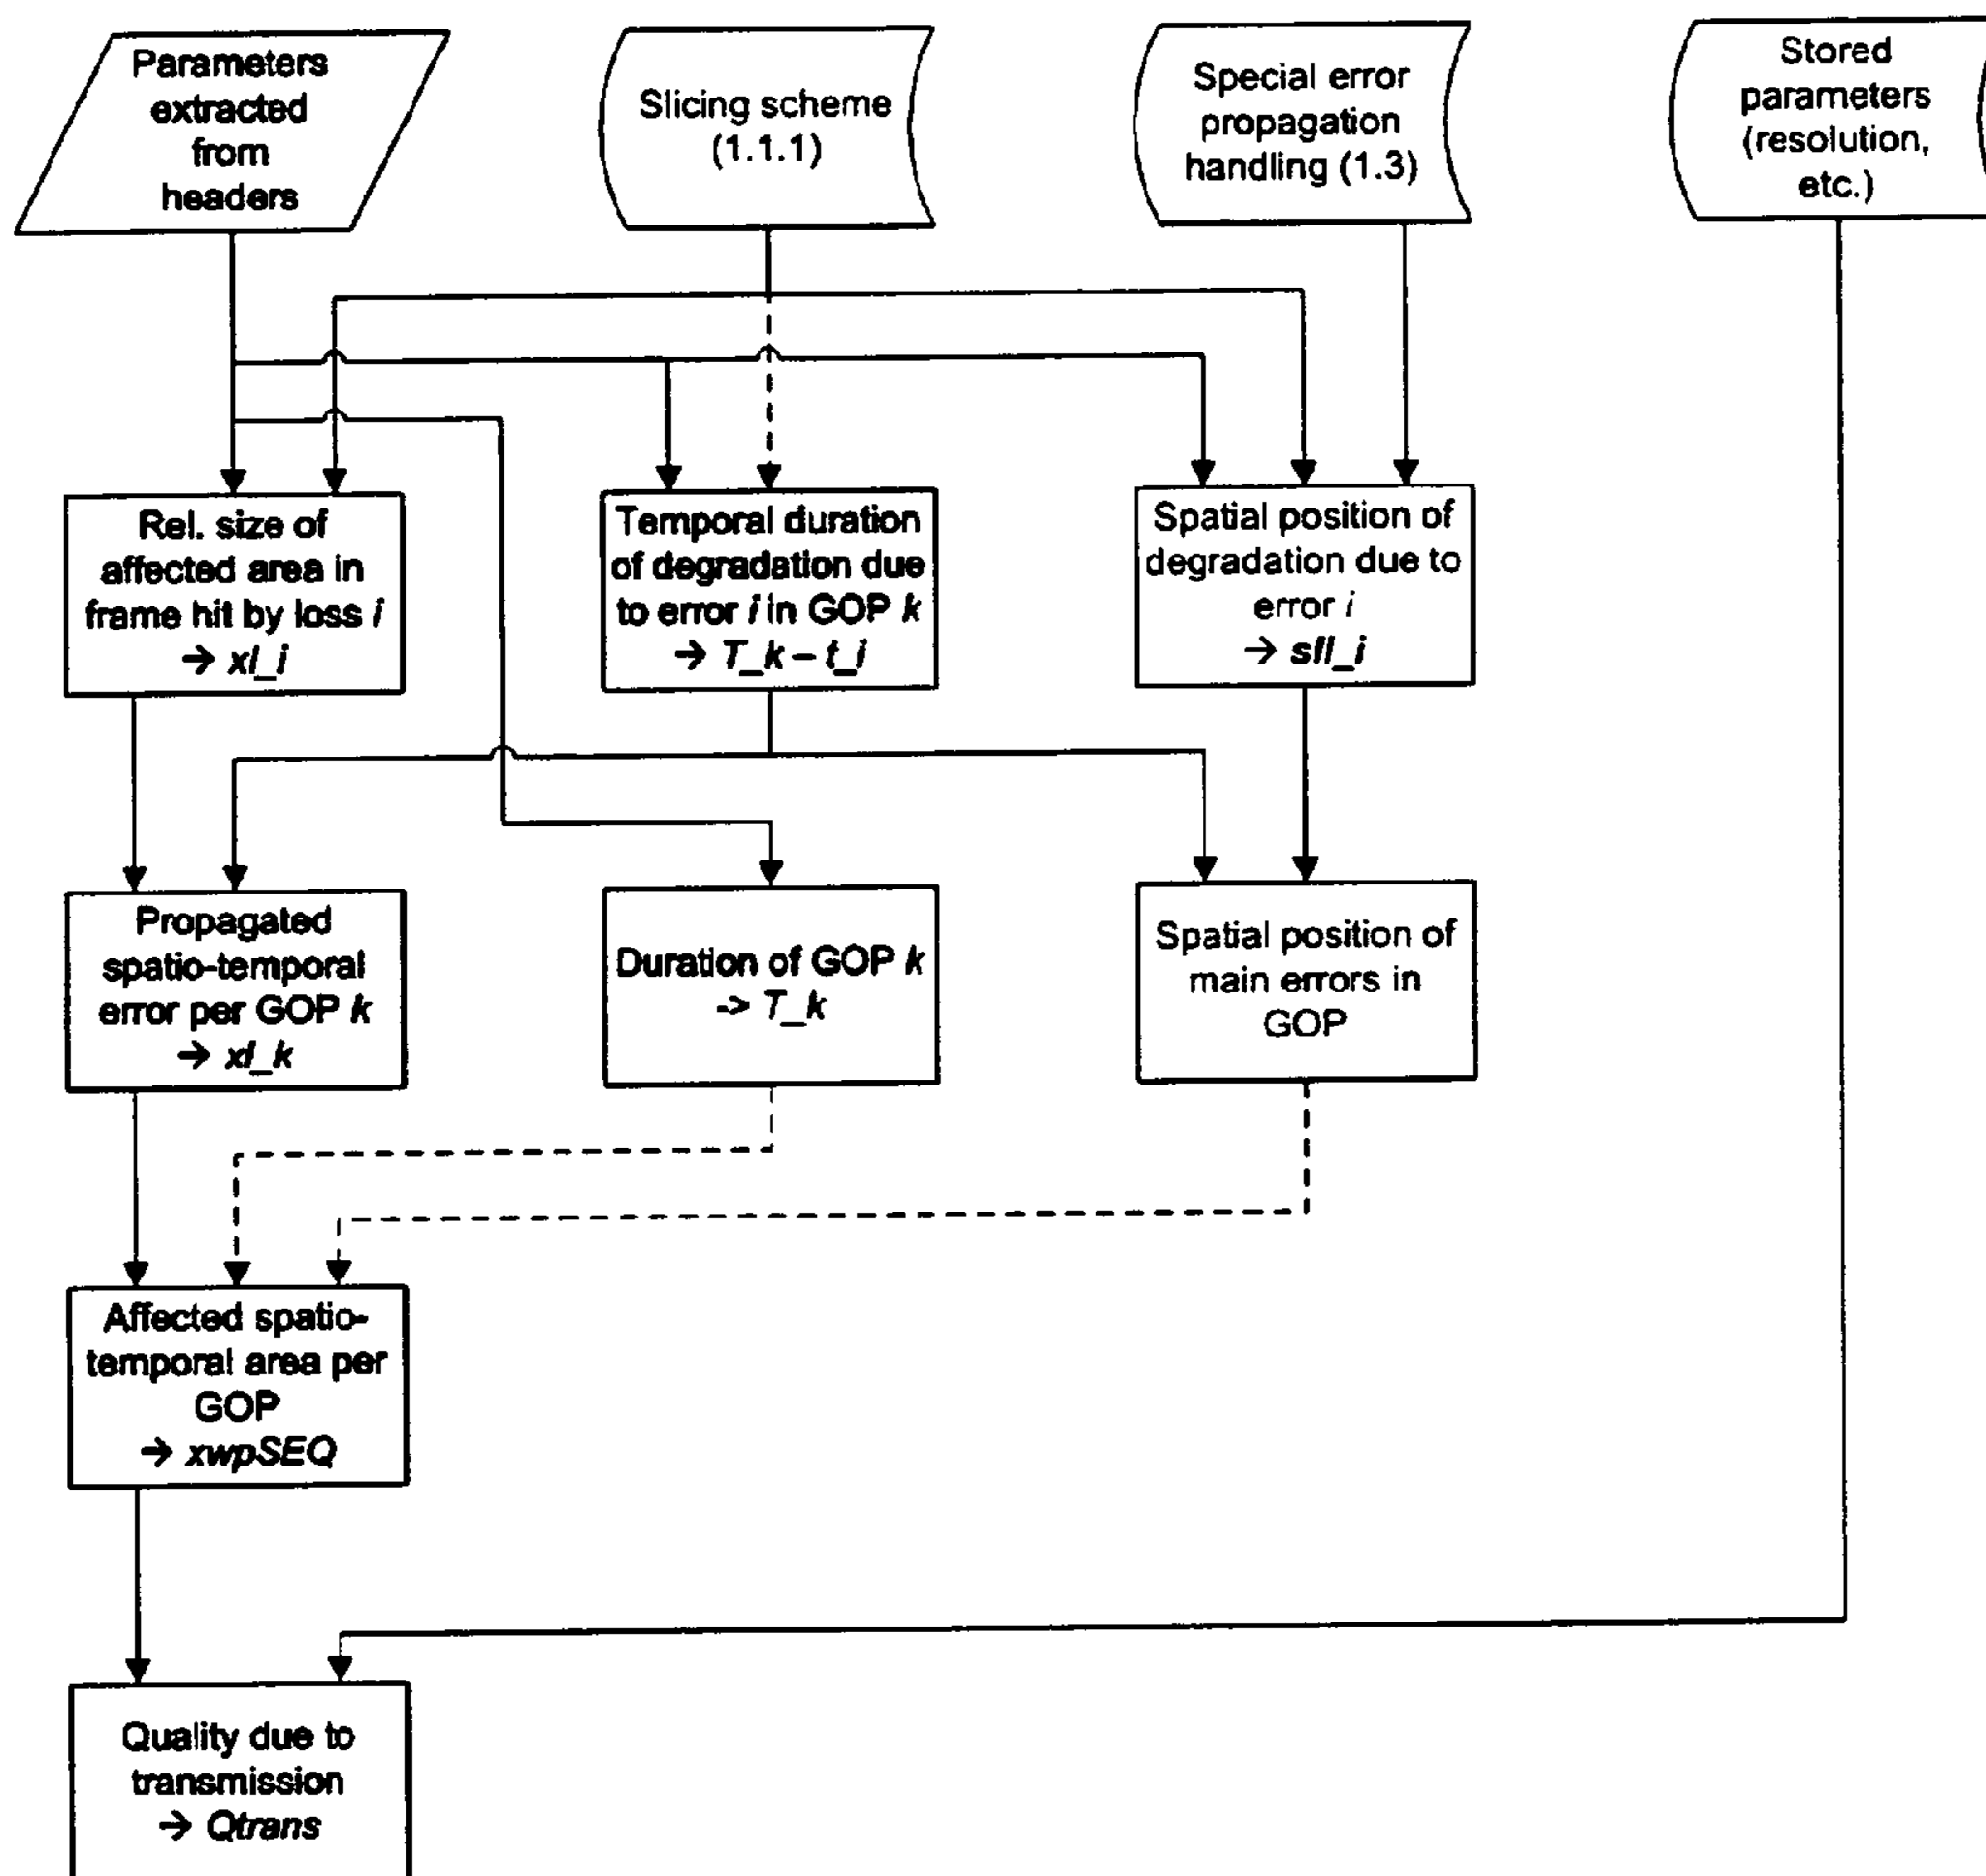 Parameters
extracted
from
headers
Slicing scheme
(1.1.1)
Special error
propagation
handling (1.3)
Stored
parameters
(resolution,
etc.)
Rel. size of
affected area in
frame hit by loss i
→ xl_i
Temporal duration
of degradation due
to error i in GOP k
→ T_k – t_i
Spatial position of
degradation due to
error i
→ sll_i
Propagated
spatio-temporal
error per GOP k
→ xl_k
Duration of GOP k
-> T_k
Spatial position of
main errors in
GOP
Affected spatio-
temporal area per
GOP
→ xwpSEQ
Quality due to
transmission
→ Qtrans